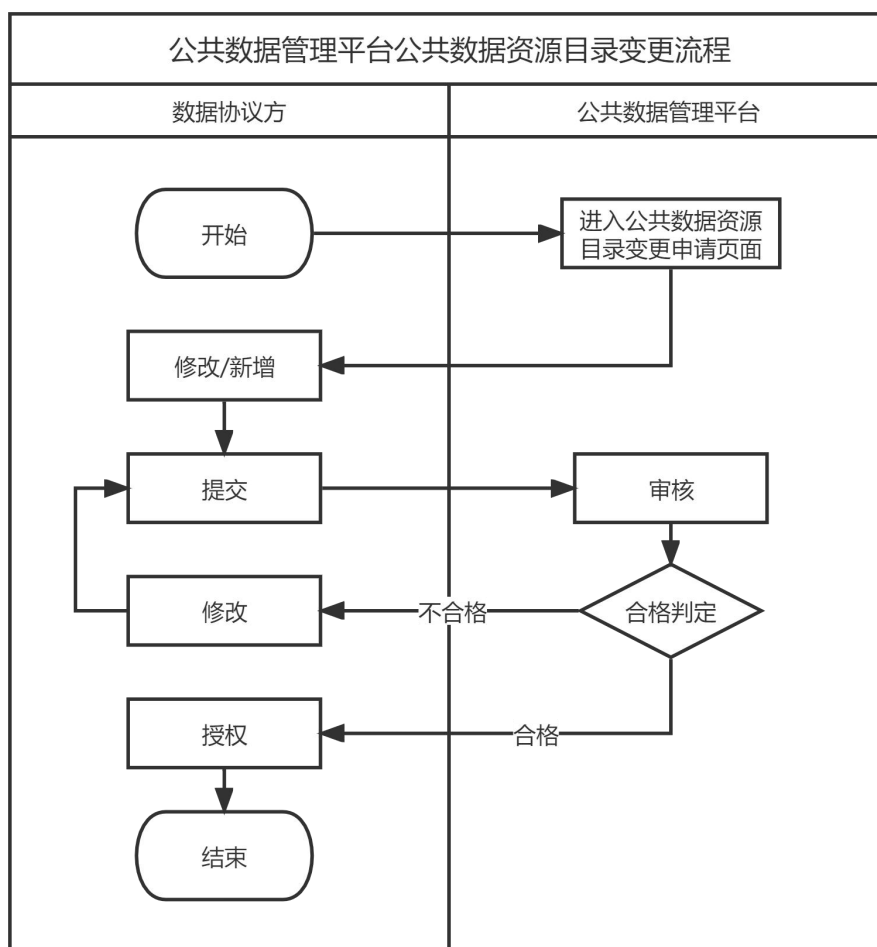 公共数据管理平台公共数据资源目录变更流程
数据协议方
公共数据管理平台
开始
进入公共数据资源
目录变更申请页面
修改/新增
提交
审核
修改
不合格
合格判定
授权
合格
结束